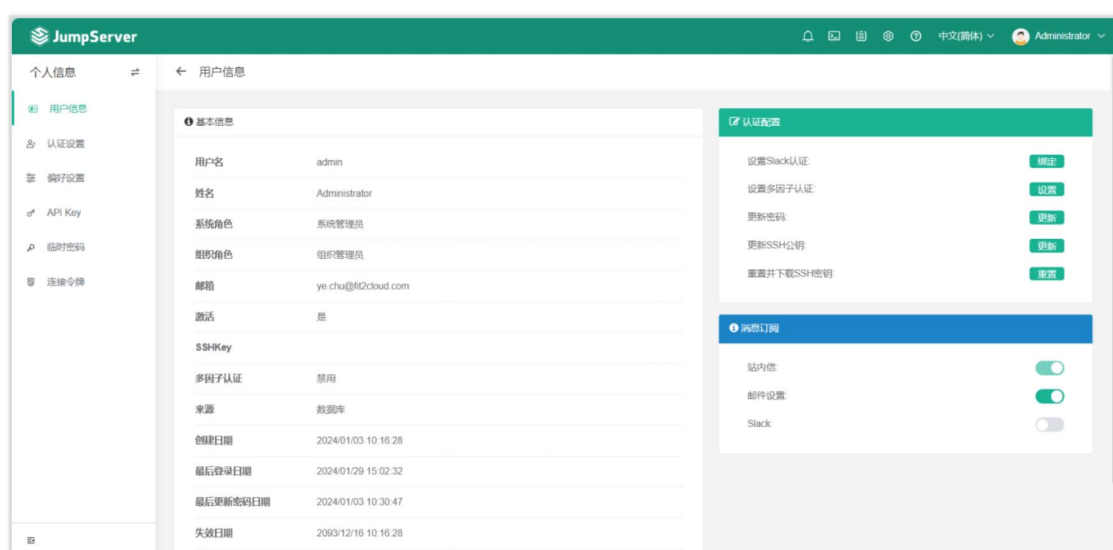 JumpServer
中文(简体)
Administrator
个人信息
用户信息
用户信息
认证设置
偏好设置
API Key
临时密码
连接令牌
基本信息
用户名 admin
姓名 Administrator
系统角色 系统管理员
组织角色 组织管理员
邮箱 ye.chu@fit2cloud.com
激活 是
SSHKey
多因子认证 禁用
来源 数据库
创建日期 2024/01/03 10:16:28
最后登录日期 2024/01/29 15:02:32
最后更新密码日期 2024/01/03 10:30:47
失效日期 2093/12/16 10:16:28
认证配置
设置Slack认证: 绑定
设置多因子认证: 设置
更新密码: 更新
更新SSH公钥: 更新
重置并下载SSH密钥: 重置
消息订阅
站内信:
邮件设置:
Slack: